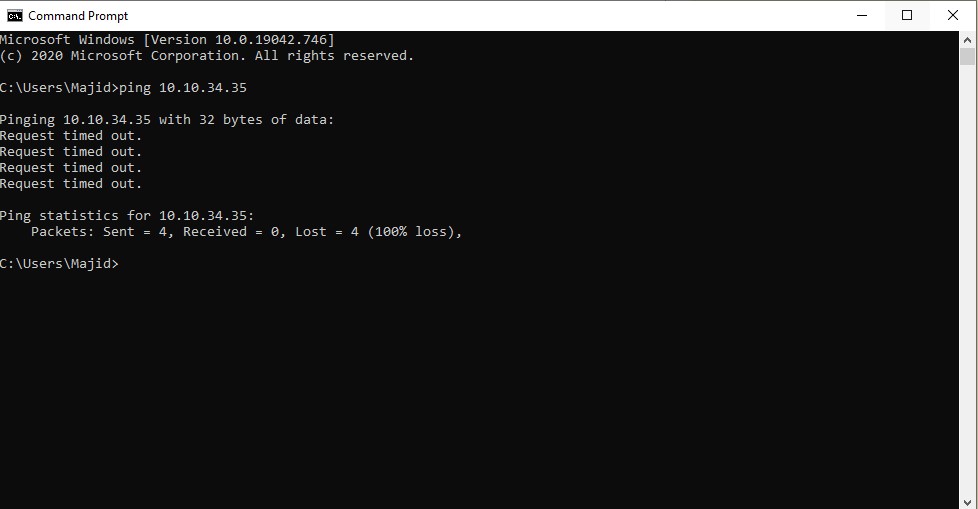 Command Prompt
Microsoft Windows [Version 10.0.19042.746]
(c) 2020 Microsoft Corporation. All rights reserved.
C:\Users\Majid>ping 10.10.34.35
Pinging 10.10.34.35 with 32 bytes of data:
Request timed out.
Request timed out.
Request timed out.
Request timed out.
Ping statistics for 10.10.34.35:
    Packets: Sent = 4, Received = 0, Lost = 4 (100% loss),
C:\Users\Majid>